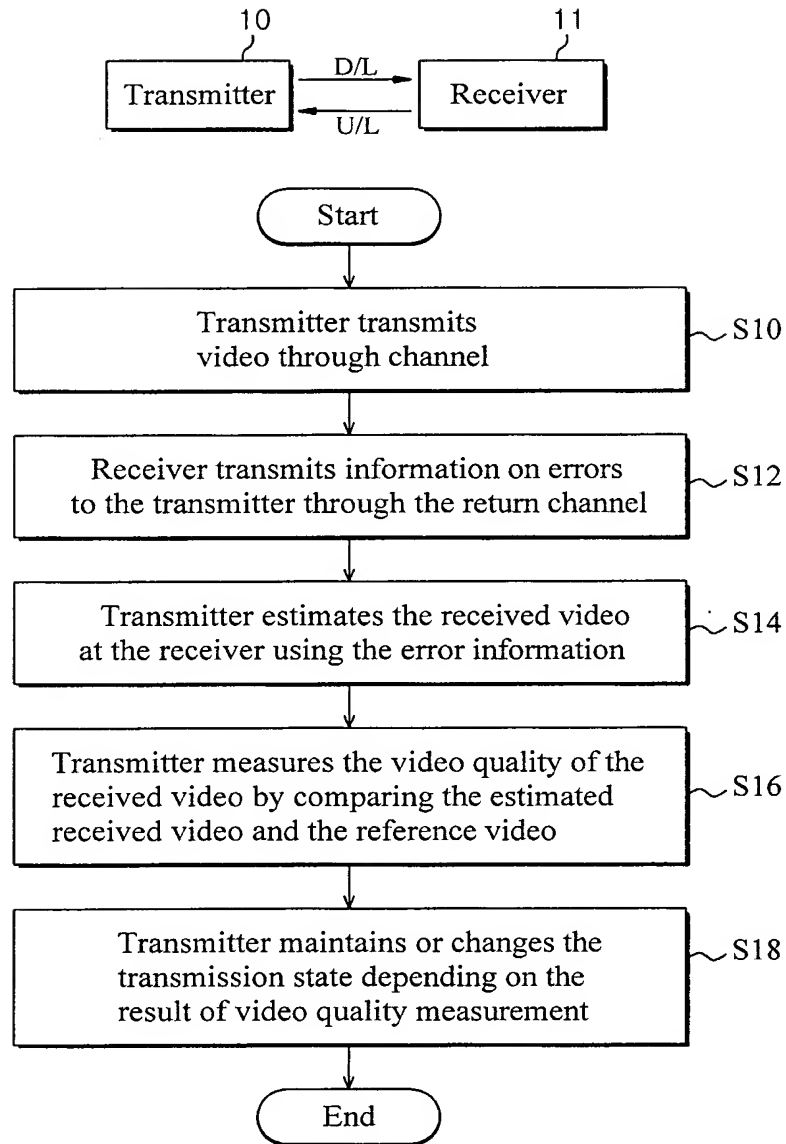 10
11
Transmitter
D/L
U/L
Receiver
Start
Transmitter transmits
video through channel
S10
Receiver transmits information on errors
to the transmitter through the return channel
S12
Transmitter estimates the received video
at the receiver using the error information
S14
Transmitter measures the video quality of the
received video by comparing the estimated
received video and the reference video
S16
Transmitter maintains or changes the
transmission state depending on the
result of video quality measurement
S18
End